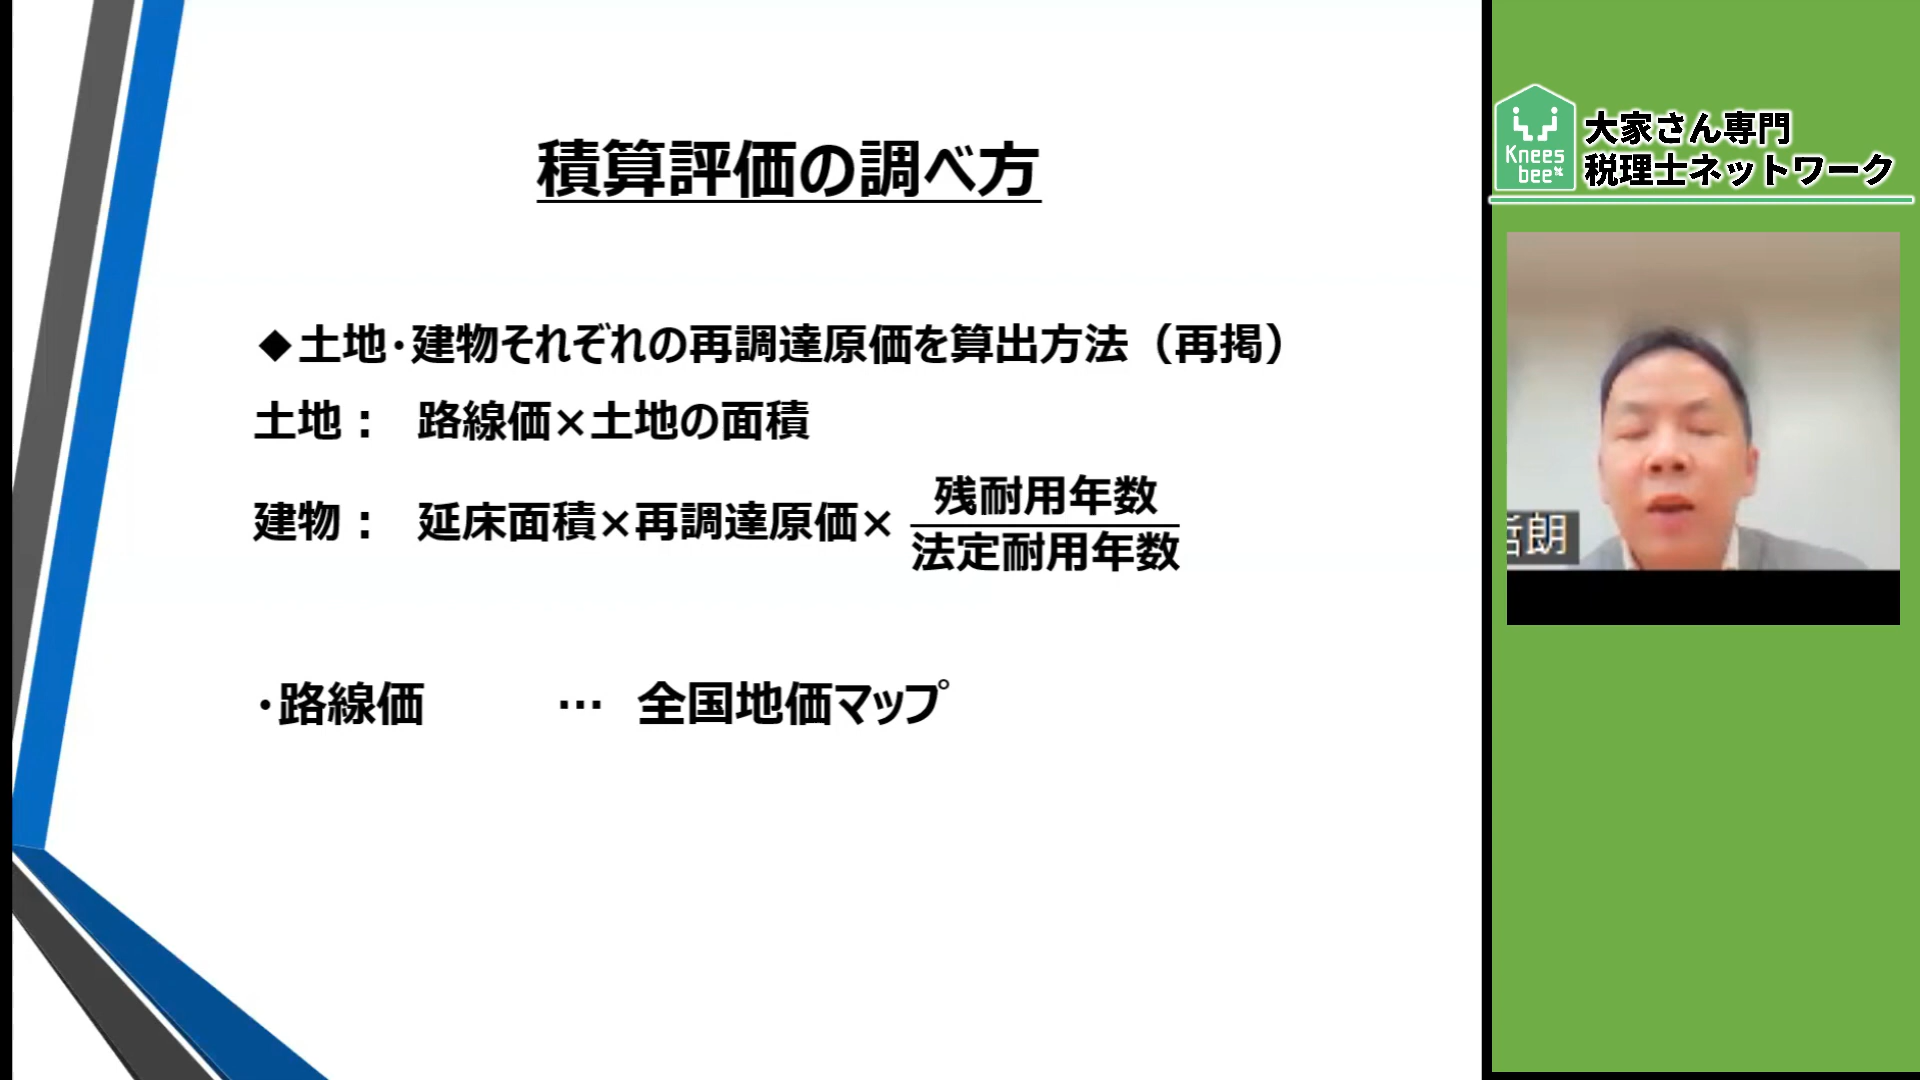 積算評価の調べ方
◆土地・建物それぞれの再調達原価を算出方法（再掲）
土地： 路線価×土地の面積
建物： 延床面積×再調達原価× 残耐用年数
法定耐用年数
・路線価 … 全国地価マップ
Knees
bee
大家さん専門
税理士ネットワーク
哲朗